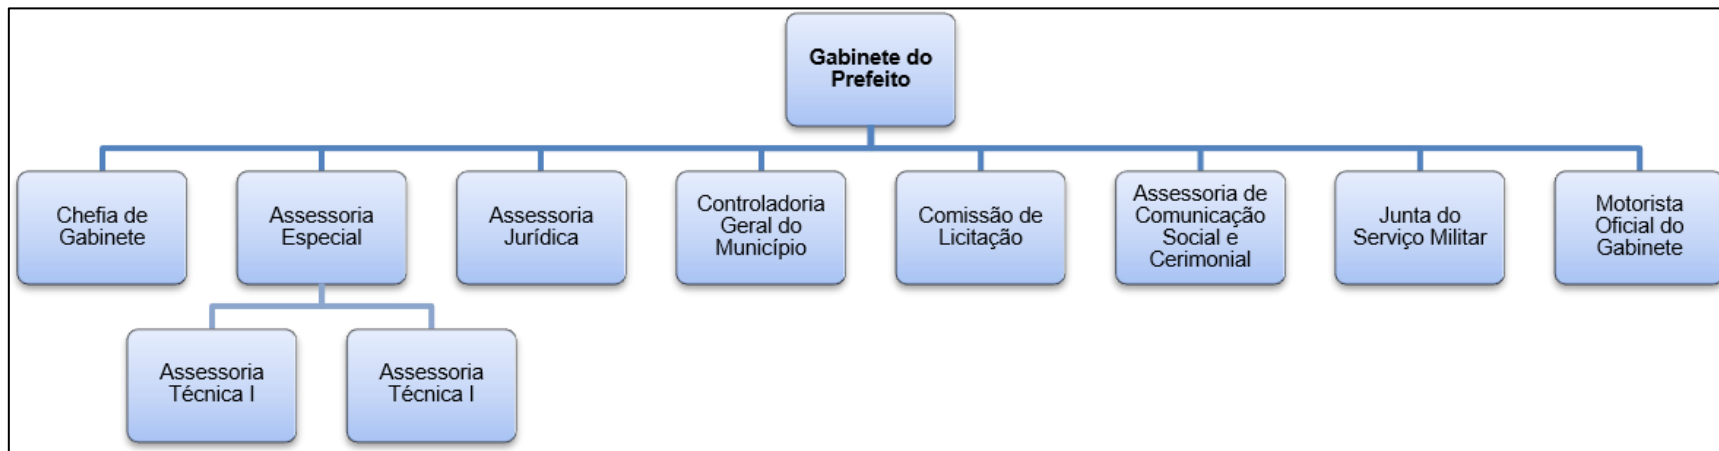 Gabinete do
Prefeito
Chefia de
Gabinete
Assessoria
Especial
Assessoria
Jurídica
Controladoria
Geral do
Município
Comissão de
Licitação
Assessoria de
Comunicação
Social e
Cerimonial
Junta do
Serviço Militar
Motorista
Oficial do
Gabinete
Assessoria
Técnica I
Assessoria
Técnica I